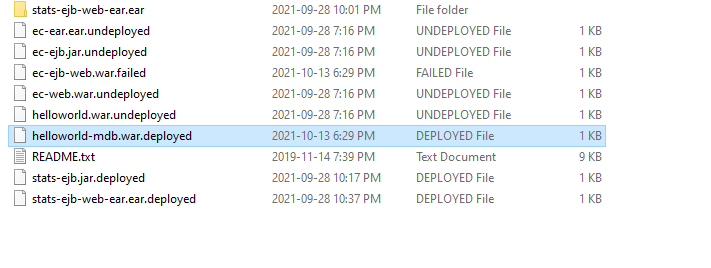 stats-ejb-web-ear.ear 2021-09-28 10:01 PM File folder
ec-ear.ear.undeployed 2021-09-28 7:16 PM UNDEPLOYED File 1 KB
ec-ejb.jar.undeployed 2021-09-28 7:16 PM UNDEPLOYED File 1 KB
ec-ejb-web.war.failed 2021-10-13 6:29 PM FAILED File 1 KB
ec-web.war.undeployed 2021-09-28 7:16 PM UNDEPLOYED File 1 KB
helloworld.war.undeployed 2021-09-28 7:16 PM UNDEPLOYED File 1 KB
helloworld-mdb.war.deployed 2021-10-13 6:29 PM DEPLOYED File 1 KB
README.txt 2019-11-14 7:39 PM Text Document 9 KB
stats-ejb.jar.deployed 2021-09-28 10:17 PM DEPLOYED File 1 KB
stats-ejb-web-ear.ear.deployed 2021-09-28 10:37 PM DEPLOYED File 1 KB